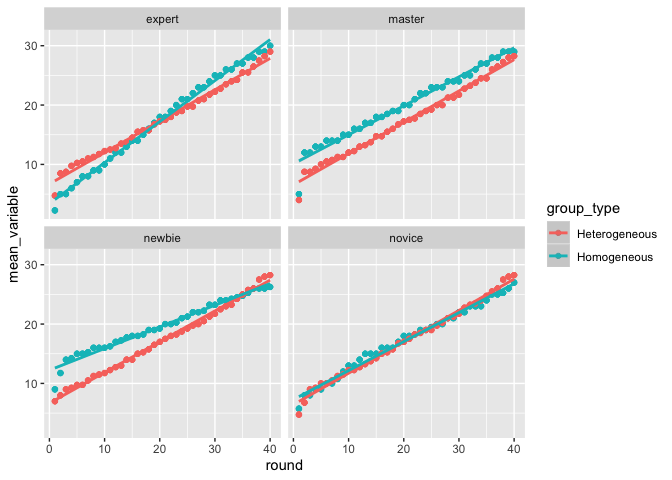 expert
master
30
20
10
newbie
novice
30
20
10
0
10
20
30
40
0
10
20
30
40
round
mean_variable
group_type
Heterogeneous
Homogeneous